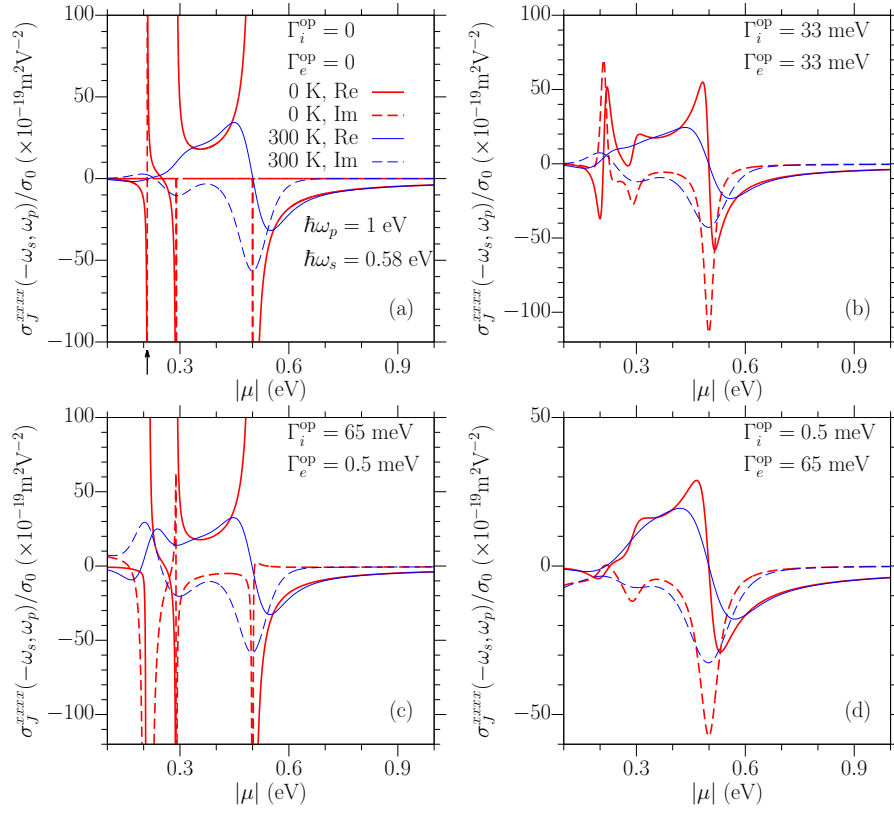 σ_J^{xxxx}(−ω_s, ω_p)/σ_0 (×10^{−19}m^2V^{−2})
100
50
0
−50
−100
Γ_i^{op} = 0
Γ_e^{op} = 0
0 K, Re
0 K, Im
300 K, Re
300 K, Im
ħω_p = 1 eV
ħω_s = 0.58 eV
(a)
0.3 0.6 0.9
|μ| (eV)
σ_J^{xxxx}(−ω_s, ω_p)/σ_0 (×10^{−19}m^2V^{−2})
100
50
0
−50
−100
Γ_i^{op} = 33 meV
Γ_e^{op} = 33 meV
(b)
0.3 0.6 0.9
|μ| (eV)
σ_J^{xxxx}(−ω_s, ω_p)/σ_0 (×10^{−19}m^2V^{−2})
100
50
0
−50
−100
Γ_i^{op} = 65 meV
Γ_e^{op} = 0.5 meV
(c)
0.3 0.6 0.9
|μ| (eV)
σ_J^{xxxx}(−ω_s, ω_p)/σ_0 (×10^{−19}m^2V^{−2})
50
0
−50
Γ_i^{op} = 0.5 meV
Γ_e^{op} = 65 meV
(d)
0.3 0.6 0.9
|μ| (eV)